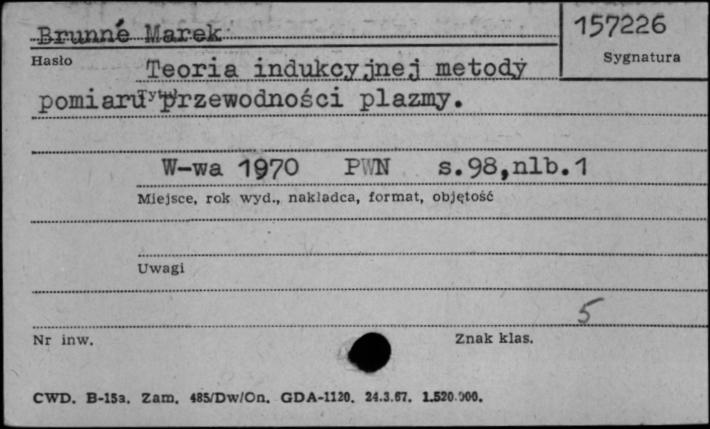 Brunné Marek
157226
Hasło
Sygnatura
Teoria indukcyjnej metody
pomiaru przewodności plazmy.
Tytuł
W-wa 1970 PWN s.98,nlb.1
Miejsce, rok wyd., nakładca, format, objętość
Uwagi
5
Nr inw.
Znak klas.
CWD. B-15a. Zam. 485/Dw/On. GDA-1120. 24.3.67. 1.520.000.